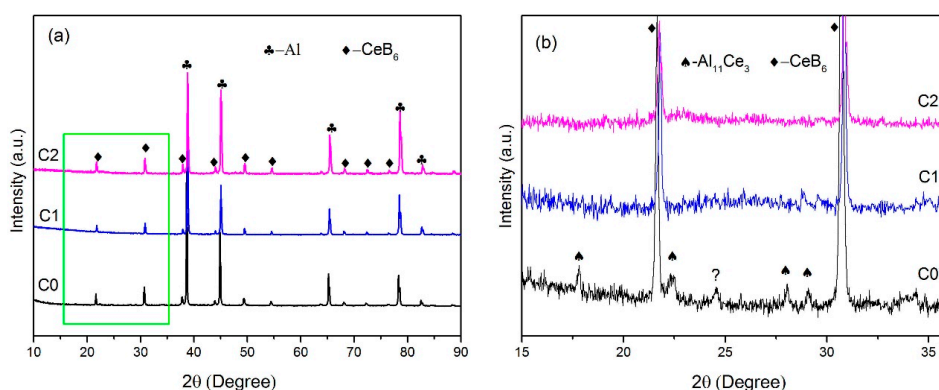 (a)
♣–Al ♦–CeB₆
C2
C1
C0
Intensity (a.u.)
10 20 30 40 50 60 70 80 90
2θ (Degree)
(b)
♠-Al₁₁Ce₃ ♦–CeB₆
C2
C1
?
C0
Intensity (a.u.)
15 20 25 30 35
2θ (Degree)